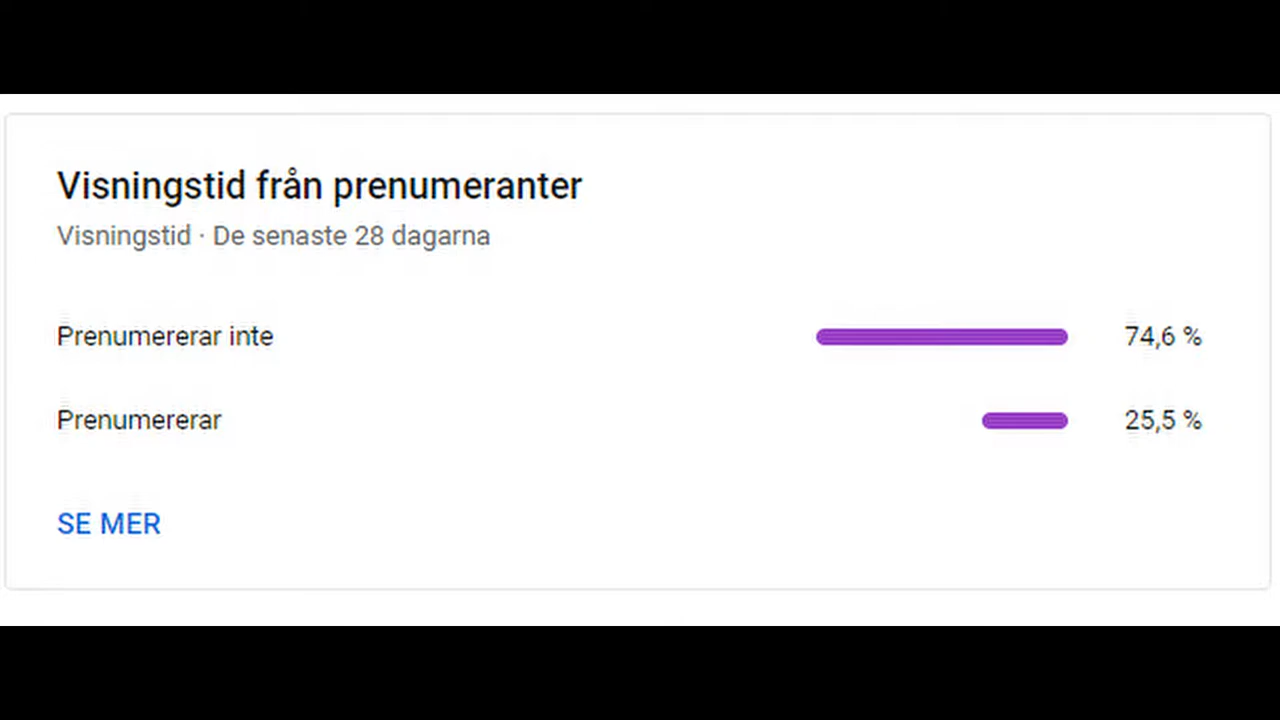 Visningstid från prenumeranter
Visningstid · De senaste 28 dagarna
Prenumererar inte 74,6 %
Prenumererar 25,5 %
SE MER